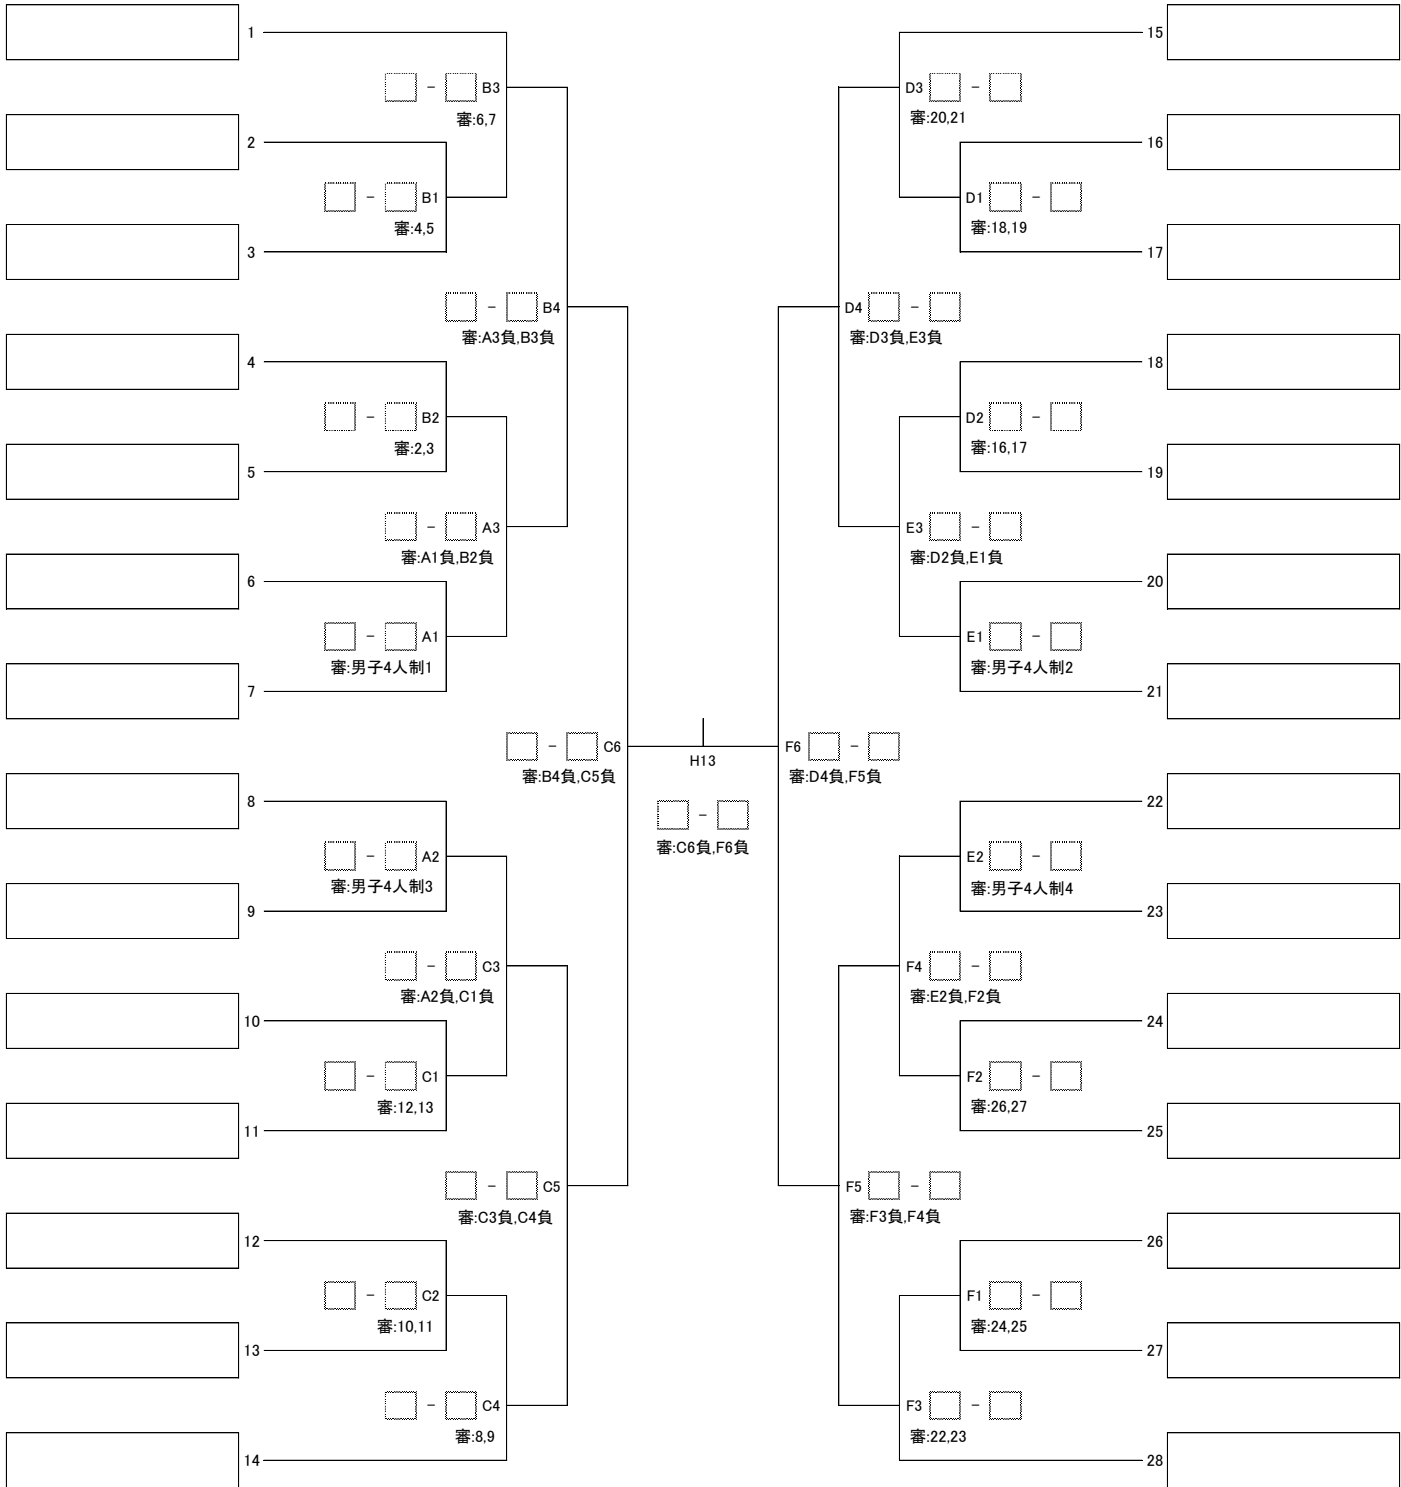 1
- B3
審:6,7
2
- B1
審:4,5
3
- B4
審:A3負,B3負
4
- B2
審:2,3
5
- A3
審:A1負,B2負
6
- A1
審:男子4人制1
7
- C6
審:B4負,C5負
8
- A2
審:男子4人制3
9
- C3
審:A2負,C1負
10
- C1
審:12,13
11
- C5
審:C3負,C4負
12
- C2
審:10,11
13
- C4
審:8,9
14
H13
-
審:C6負,F6負
15
D3 -
審:20,21
16
D1 -
審:18,19
17
D4 -
審:D3負,E3負
18
D2 -
審:16,17
19
E3 -
審:D2負,E1負
20
E1 -
審:男子4人制2
21
F6 -
審:D4負,F5負
22
E2 -
審:男子4人制4
23
F4 -
審:E2負,F2負
24
F2 -
審:26,27
25
F5 -
審:F3負,F4負
26
F1 -
審:24,25
27
F3 -
審:22,23
28